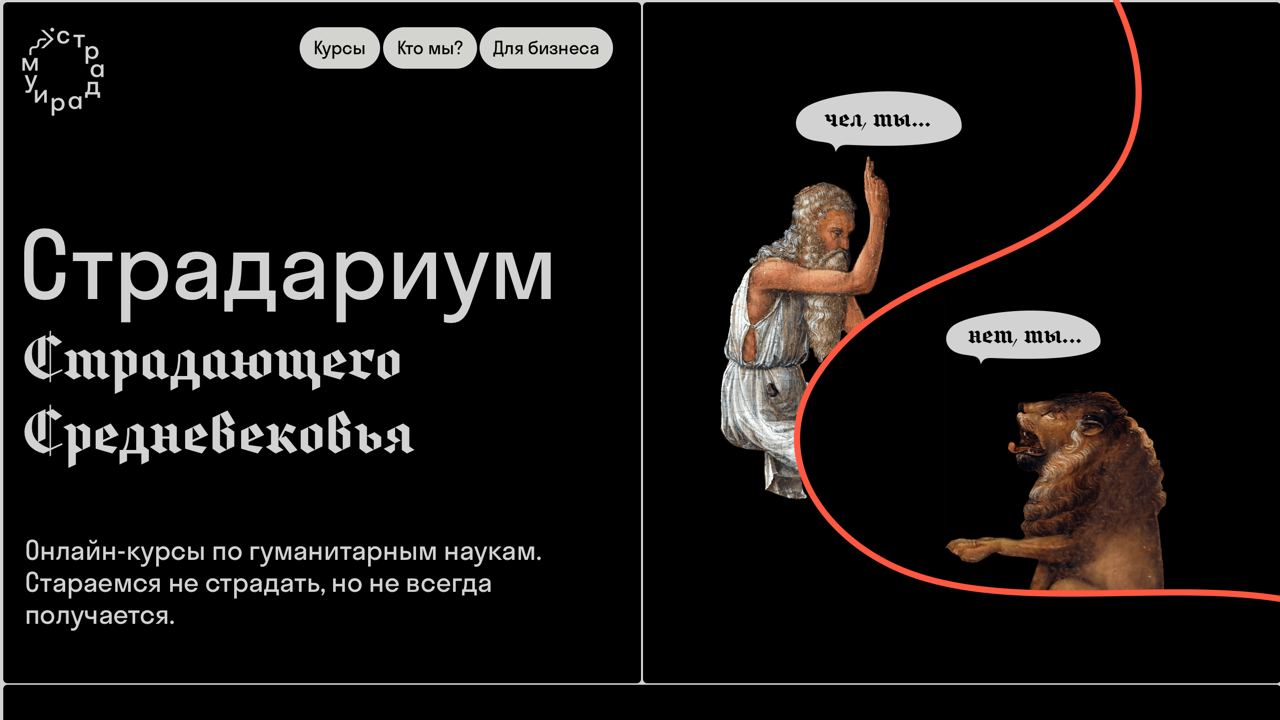 страдариум
Курсы
Кто мы?
Для бизнеса
Страдариум
Страдающего
Средневековья
Онлайн-курсы по гуманитарным наукам.
Стараемся не страдать, но не всегда
получается.
чел, ты...
нет, ты...